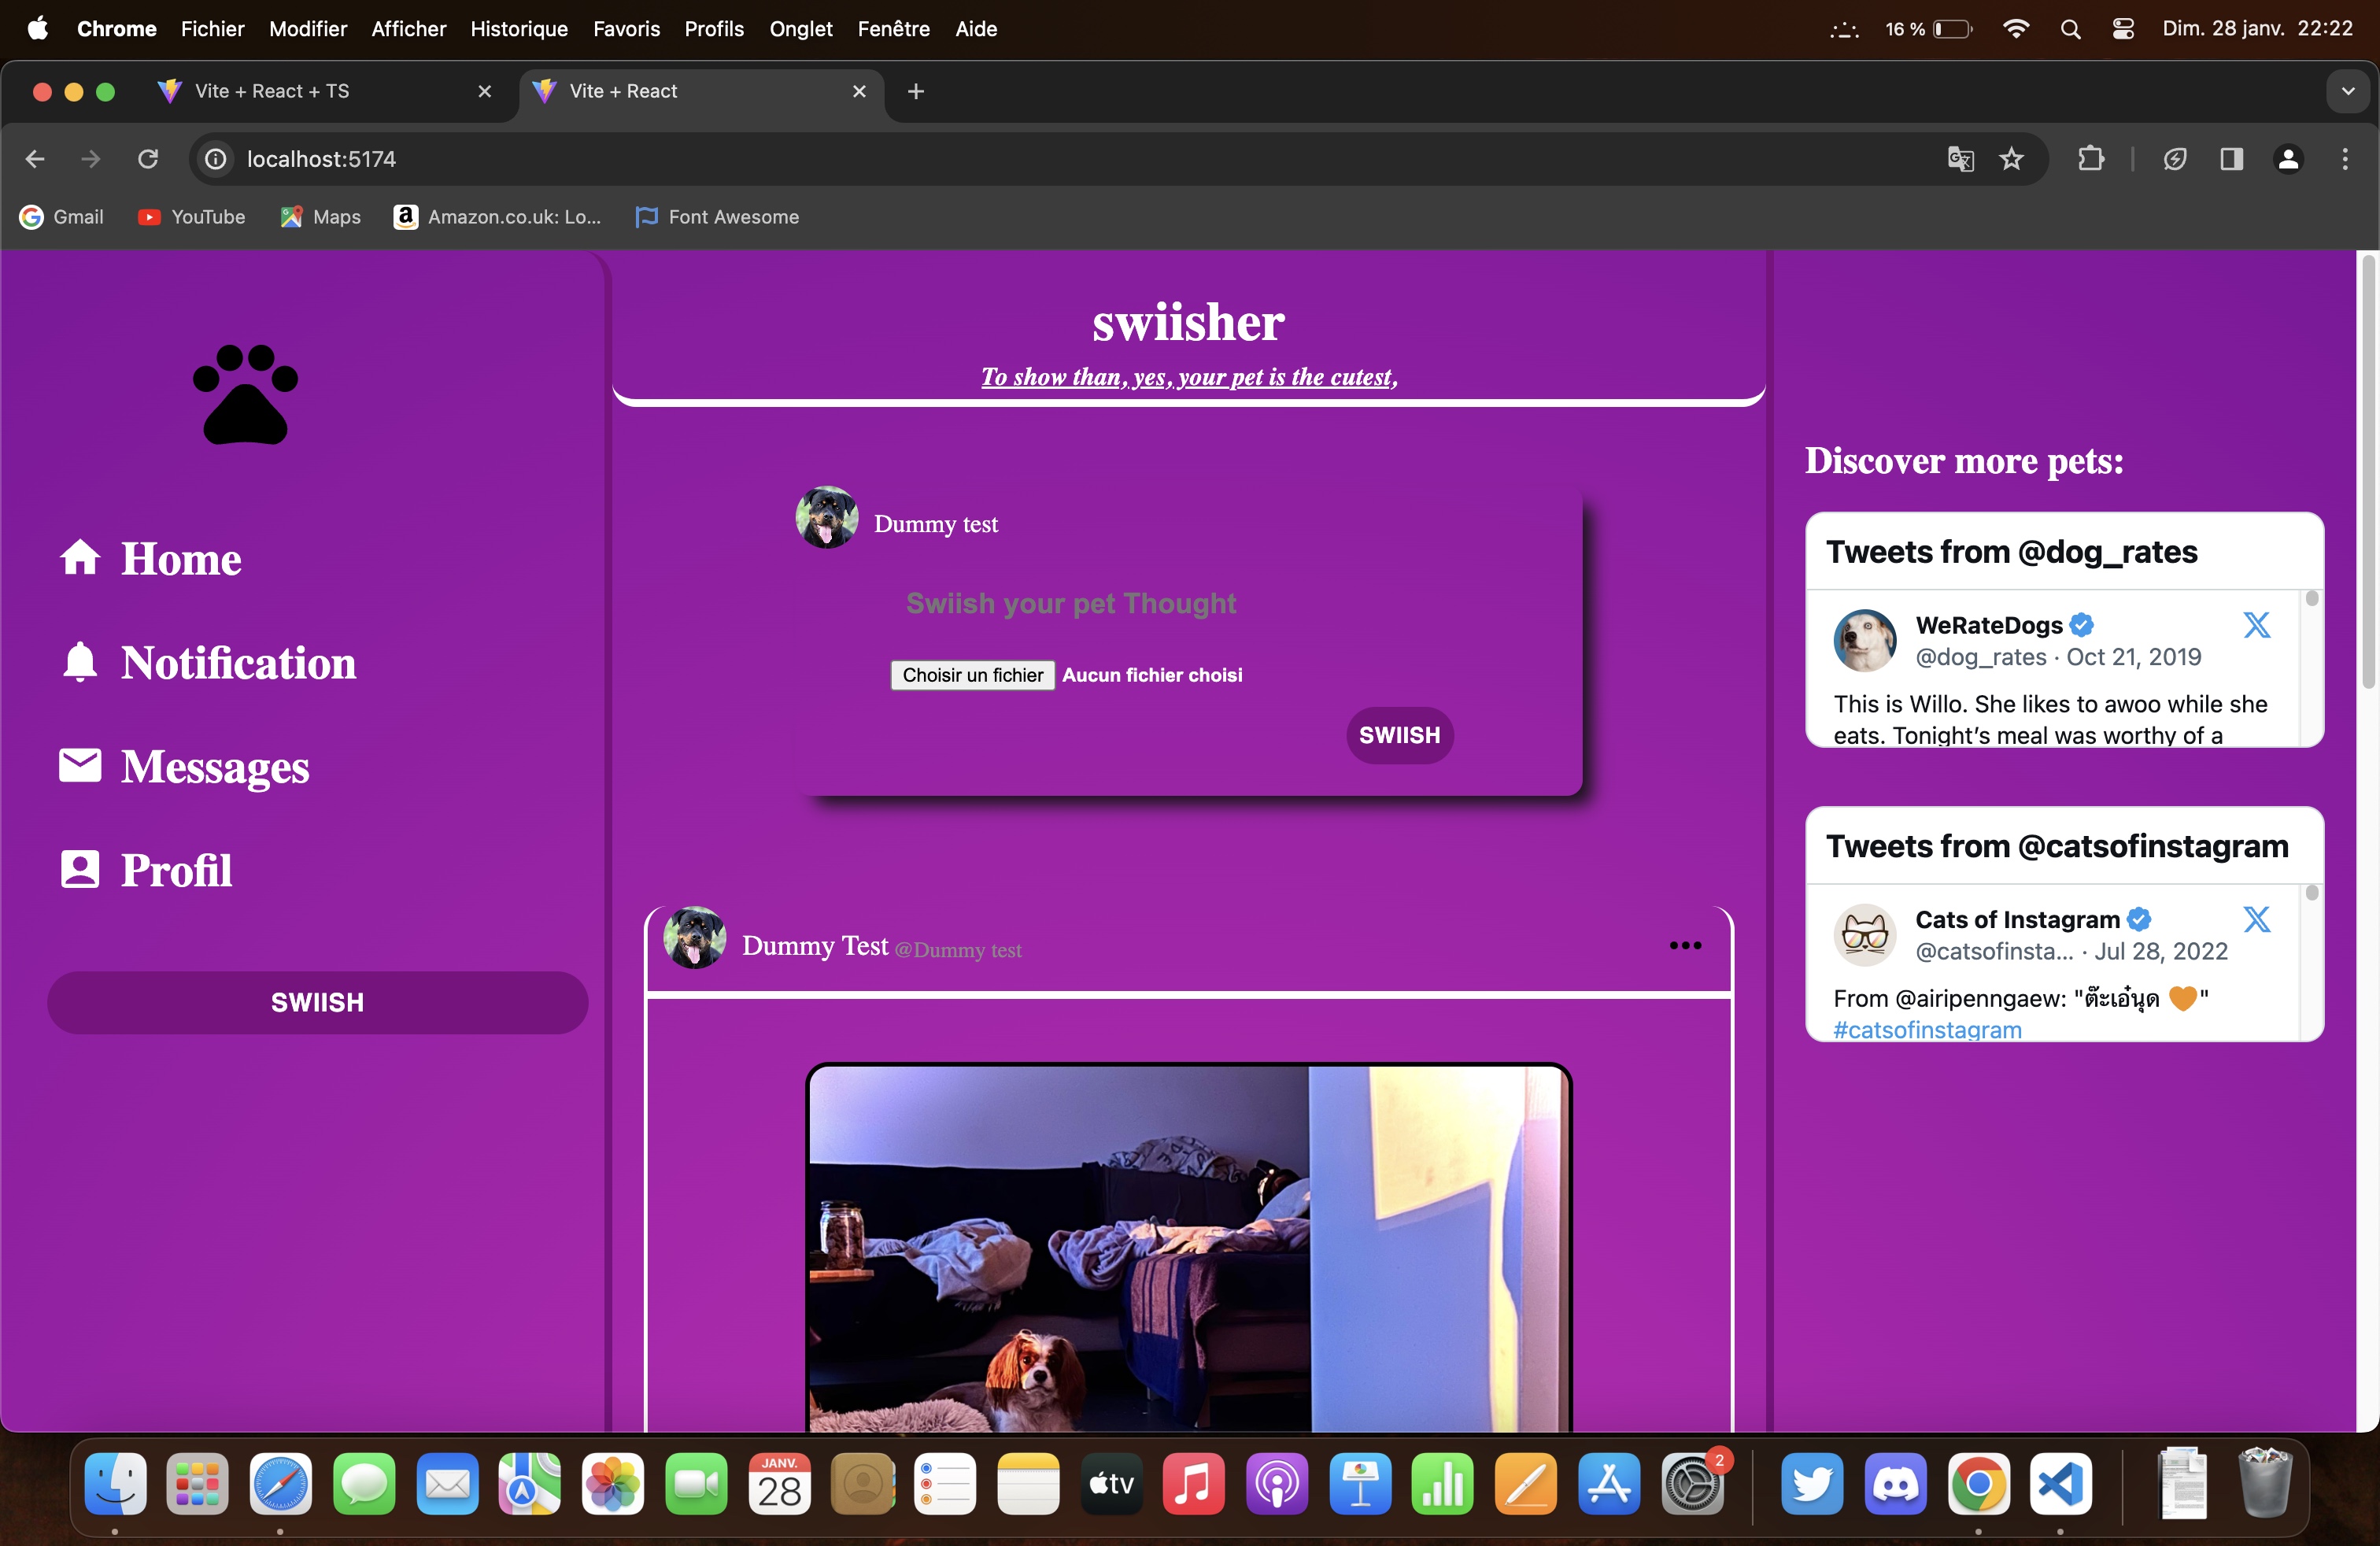 Chrome Fichier Modifier Afficher Historique Favoris Profils Onglet Fenêtre Aide 16 % Dim. 28 janv. 22:22
Vite + React + TS Vite + React
localhost:5174
Gmail YouTube Maps Amazon.co.uk: Lo... Font Awesome
Home
Notification
Messages
Profil
SWIISH
swiisher
To show than, yes, your pet is the cutest,
Dummy test
Swiish your pet Thought
Choisir un fichier Aucun fichier choisi
SWIISH
Dummy Test @Dummy test
Discover more pets:
Tweets from @dog_rates
WeRateDogs
@dog_rates · Oct 21, 2019
This is Willo. She likes to awoo while she
eats. Tonight’s meal was worthy of a
Tweets from @catsofinstagram
Cats of Instagram
@catsofinsta... · Jul 28, 2022
From @airipenngaew: "ต๊ะเอ๋นุด 🧡"
#catsofinstagram
JANV.
28
tv
2